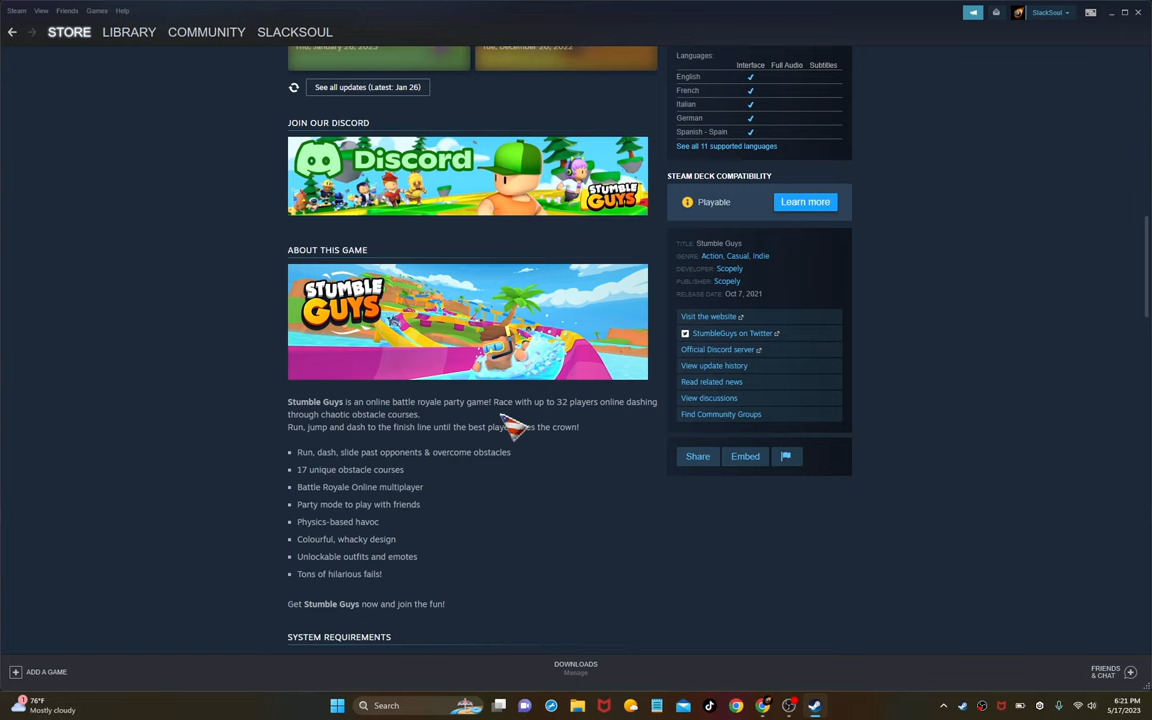 Steam View Friends Games Help
SlackSoul
STORE LIBRARY COMMUNITY SLACKSOUL
Tue, December 20, 2022
See all updates (Latest: Jan 26)
JOIN OUR DISCORD
Discord
STUMBLE GUYS
ABOUT THIS GAME
STUMBLE
GUYS
Stumble Guys is an online battle royale party game! Race with up to 32 players online dashing
through chaotic obstacle courses.
Run, jump and dash to the finish line until the best the crown!
Run, dash, slide past opponents & overcome obstacles
17 unique obstacle courses
Battle Royale Online multiplayer
Party mode to play with friends
Physics-based havoc
Colourful, whacky design
Unlockable outfits and emotes
Tons of hilarious fails!
Get Stumble Guys now and join the fun!
SYSTEM REQUIREMENTS
Languages:
Interface Full Audio Subtitles
English ✔
French ✔
Italian ✔
German ✔
Spanish - Spain ✔
See all 11 supported languages
STEAM DECK COMPATIBILITY
Playable Learn more
TITLE: Stumble Guys
GENRE: Action, Casual, Indie
DEVELOPER: Scopely
PUBLISHER: Scopely
RELEASE DATE: Oct 7, 2021
Visit the website
StumbleGuys on Twitter
Official Discord server
View update history
Read related news
View discussions
Find Community Groups
Share Embed
ADD A GAME
DOWNLOADS
Manage
FRIENDS
& CHAT
1
76°F
Mostly cloudy
Search
6:21 PM
5/17/2023